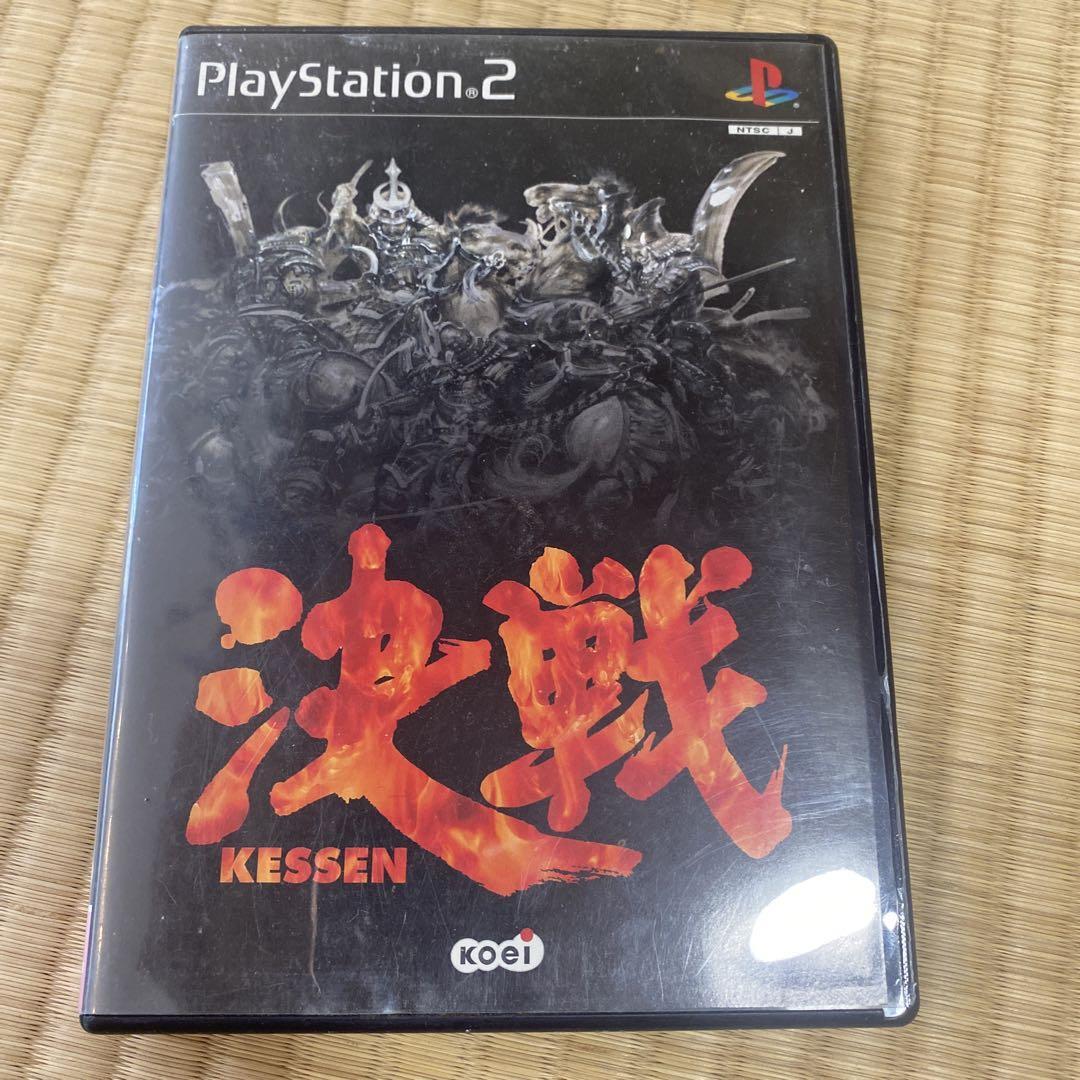 PlayStation®2
NTSC J
決戦
KESSEN
KOEI